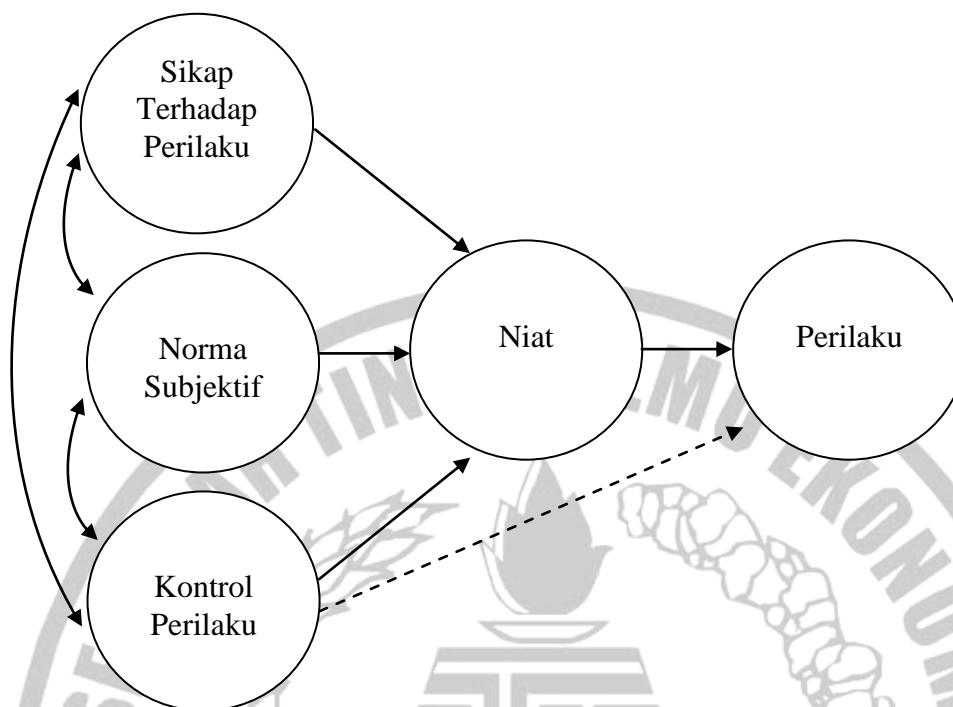 Sikap
Terhadap
Perilaku
Norma
Subjektif
Kontrol
Perilaku
Niat
Perilaku